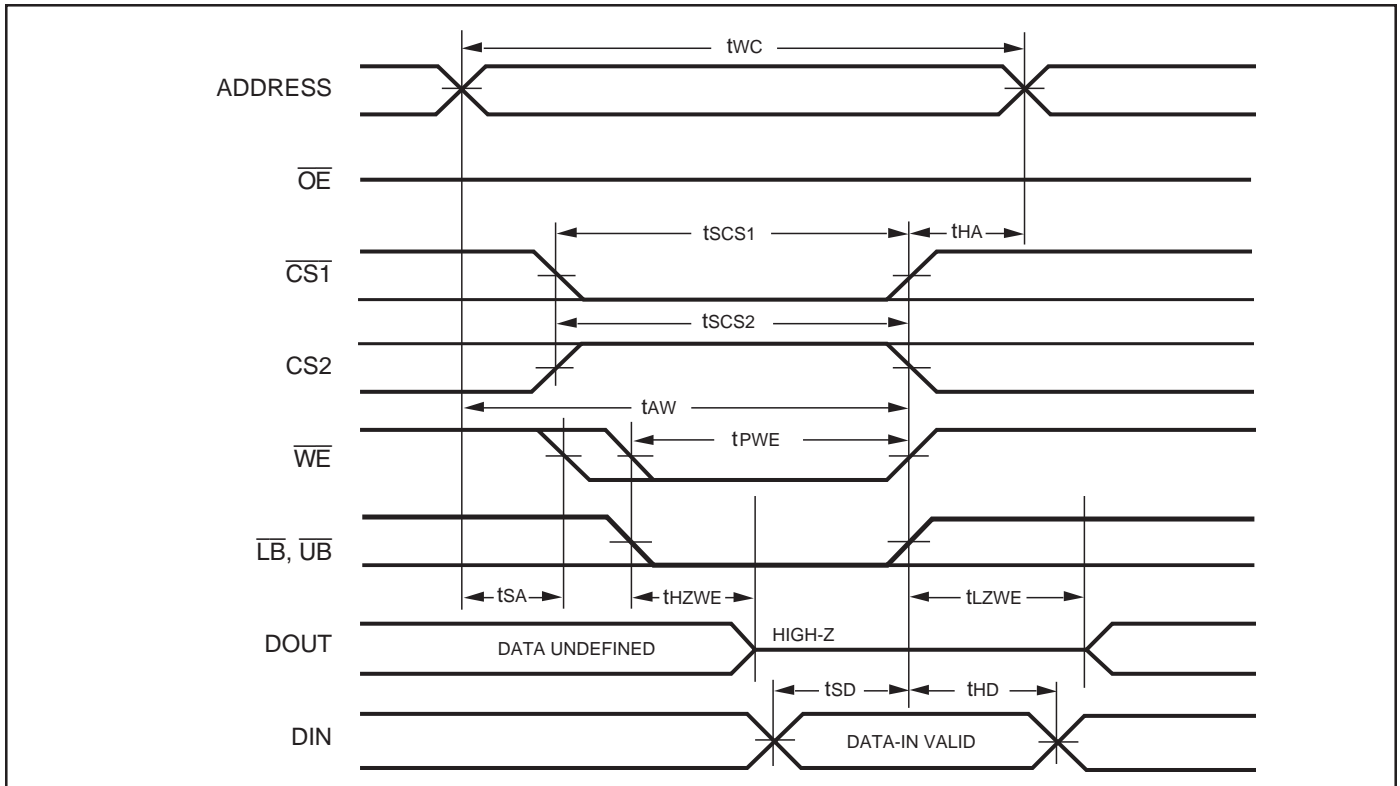 tWC
ADDRESS
OE
tSCS1
tHA
CS1
tSCS2
CS2
tAW
tPWE
WE
LB, UB
tSA
tHZWE
tLZWE
DOUT
DATA UNDEFINED
HIGH-Z
tSD
tHD
DIN
DATA-IN VALID